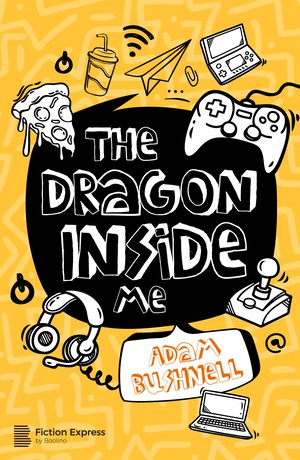 THE
DRAGON
INSIDE
ME
ADAM
BUSHNELL
@
Fiction Express
by Boolino